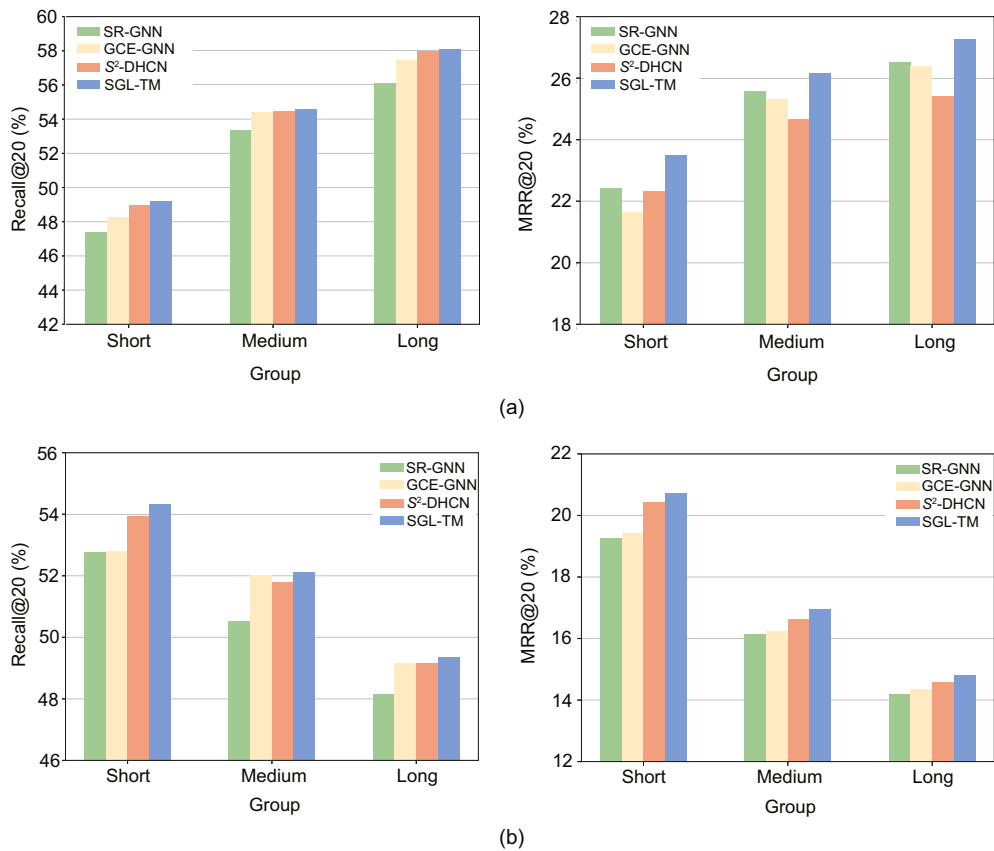 60
58
56
54
52
50
48
46
44
42
Recall@20 (%)
SR-GNN
GCE-GNN
S²-DHCN
SGL-TM
Short Medium Long
Group
28
26
24
22
20
18
MRR@20 (%)
SR-GNN
GCE-GNN
S²-DHCN
SGL-TM
Short Medium Long
Group
(a)
56
54
52
50
48
46
Recall@20 (%)
SR-GNN
GCE-GNN
S²-DHCN
SGL-TM
Short Medium Long
Group
22
20
18
16
14
12
MRR@20 (%)
SR-GNN
GCE-GNN
S²-DHCN
SGL-TM
Short Medium Long
Group
(b)